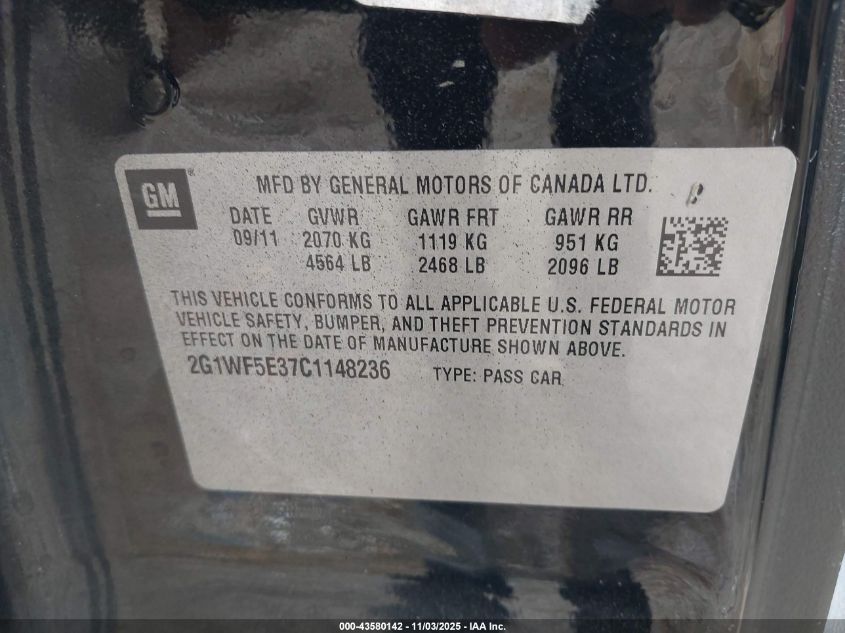 GM
MFD BY GENERAL MOTORS OF CANADA LTD.
DATE GVWR GAWR FRT GAWR RR
09/11 2070 KG 1119 KG 951 KG
4564 LB 2468 LB 2096 LB
THIS VEHICLE CONFORMS TO ALL APPLICABLE U.S. FEDERAL MOTOR
VEHICLE SAFETY, BUMPER, AND THEFT PREVENTION STANDARDS IN
EFFECT ON THE DATE OF MANUFACTURE SHOWN ABOVE.
2G1WF5E37C1148236 TYPE: PASS CAR
000-43580142 - 11/03/2025 - IAA Inc.